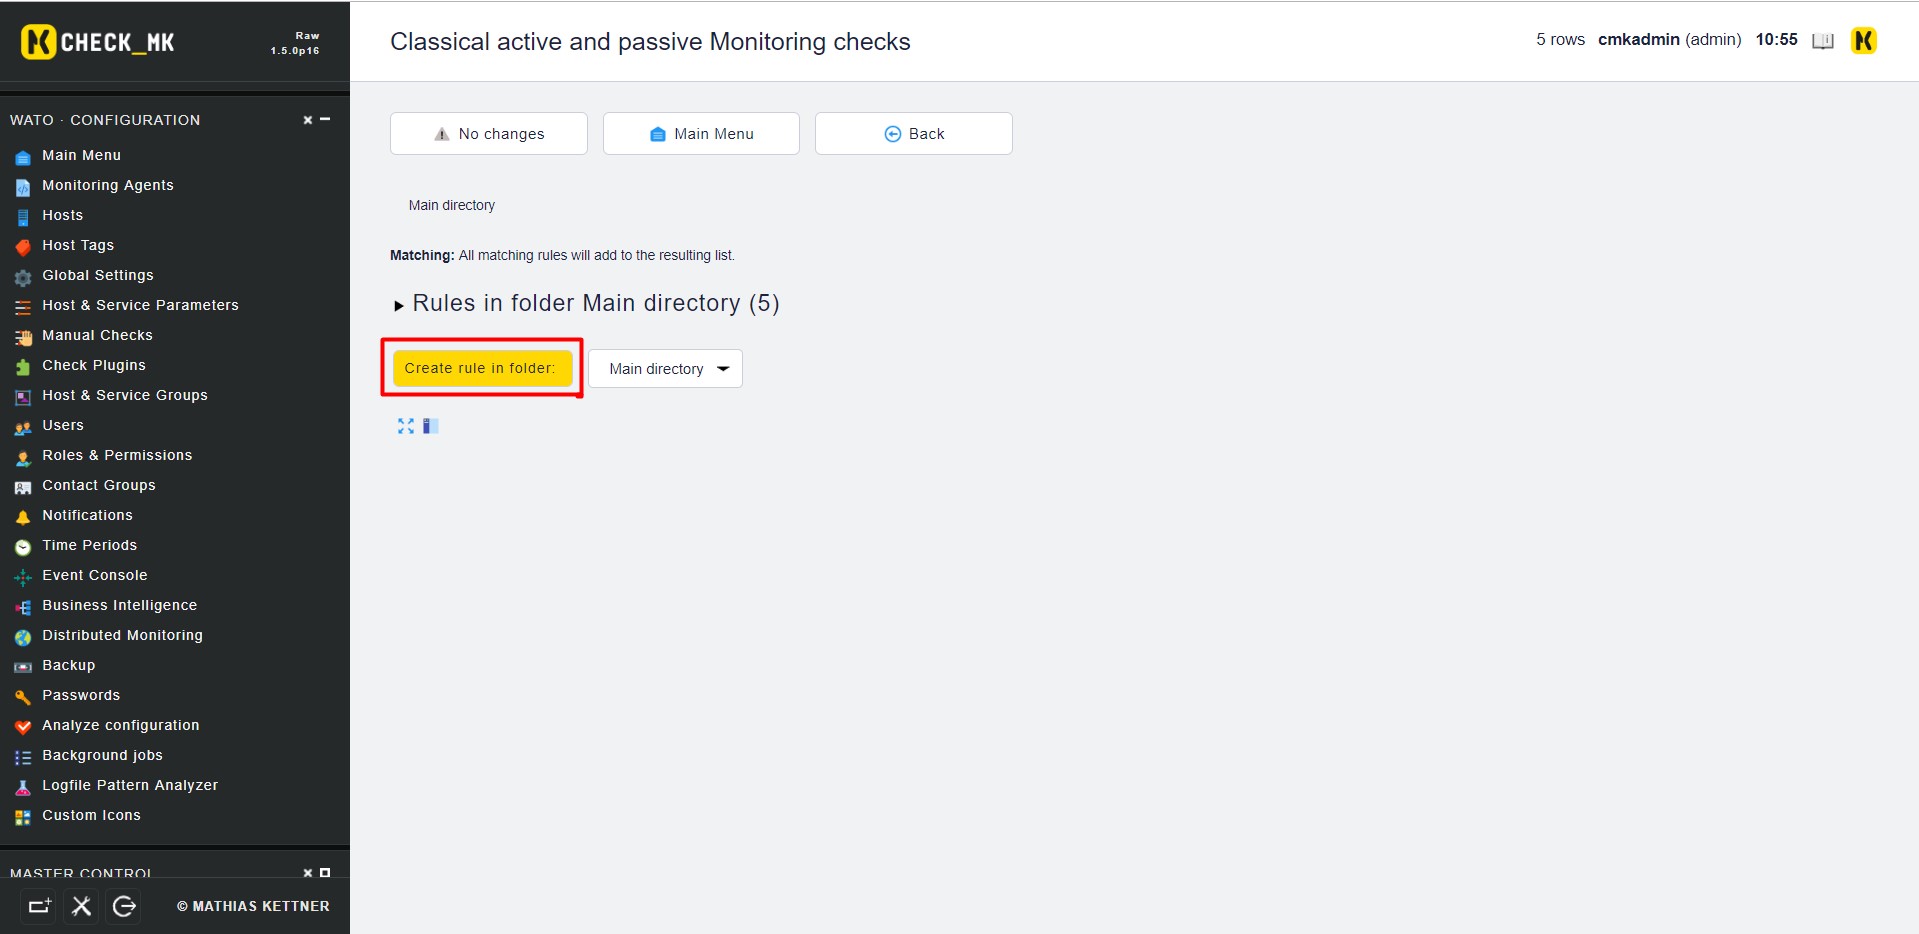 CHECK_MK
Raw
1.5.0p16
Classical active and passive Monitoring checks
5 rows cmkadmin (admin) 10:55
WATO · CONFIGURATION
Main Menu
Monitoring Agents
Hosts
Host Tags
Global Settings
Host & Service Parameters
Manual Checks
Check Plugins
Host & Service Groups
Users
Roles & Permissions
Contact Groups
Notifications
Time Periods
Event Console
Business Intelligence
Distributed Monitoring
Backup
Passwords
Analyze configuration
Background jobs
Logfile Pattern Analyzer
Custom Icons
MASTER CONTROL
© MATHIAS KETTNER
No changes
Main Menu
Back
Main directory
Matching: All matching rules will add to the resulting list.
Rules in folder Main directory (5)
Create rule in folder:
Main directory